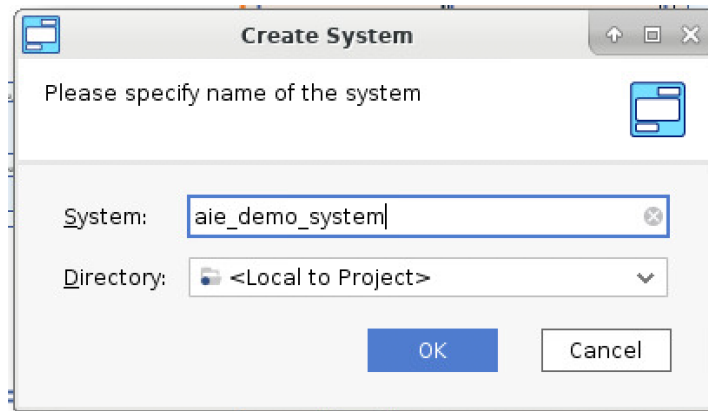 Create System
Please specify name of the system
System: aie_demo_system
Directory: <Local to Project>
OK Cancel